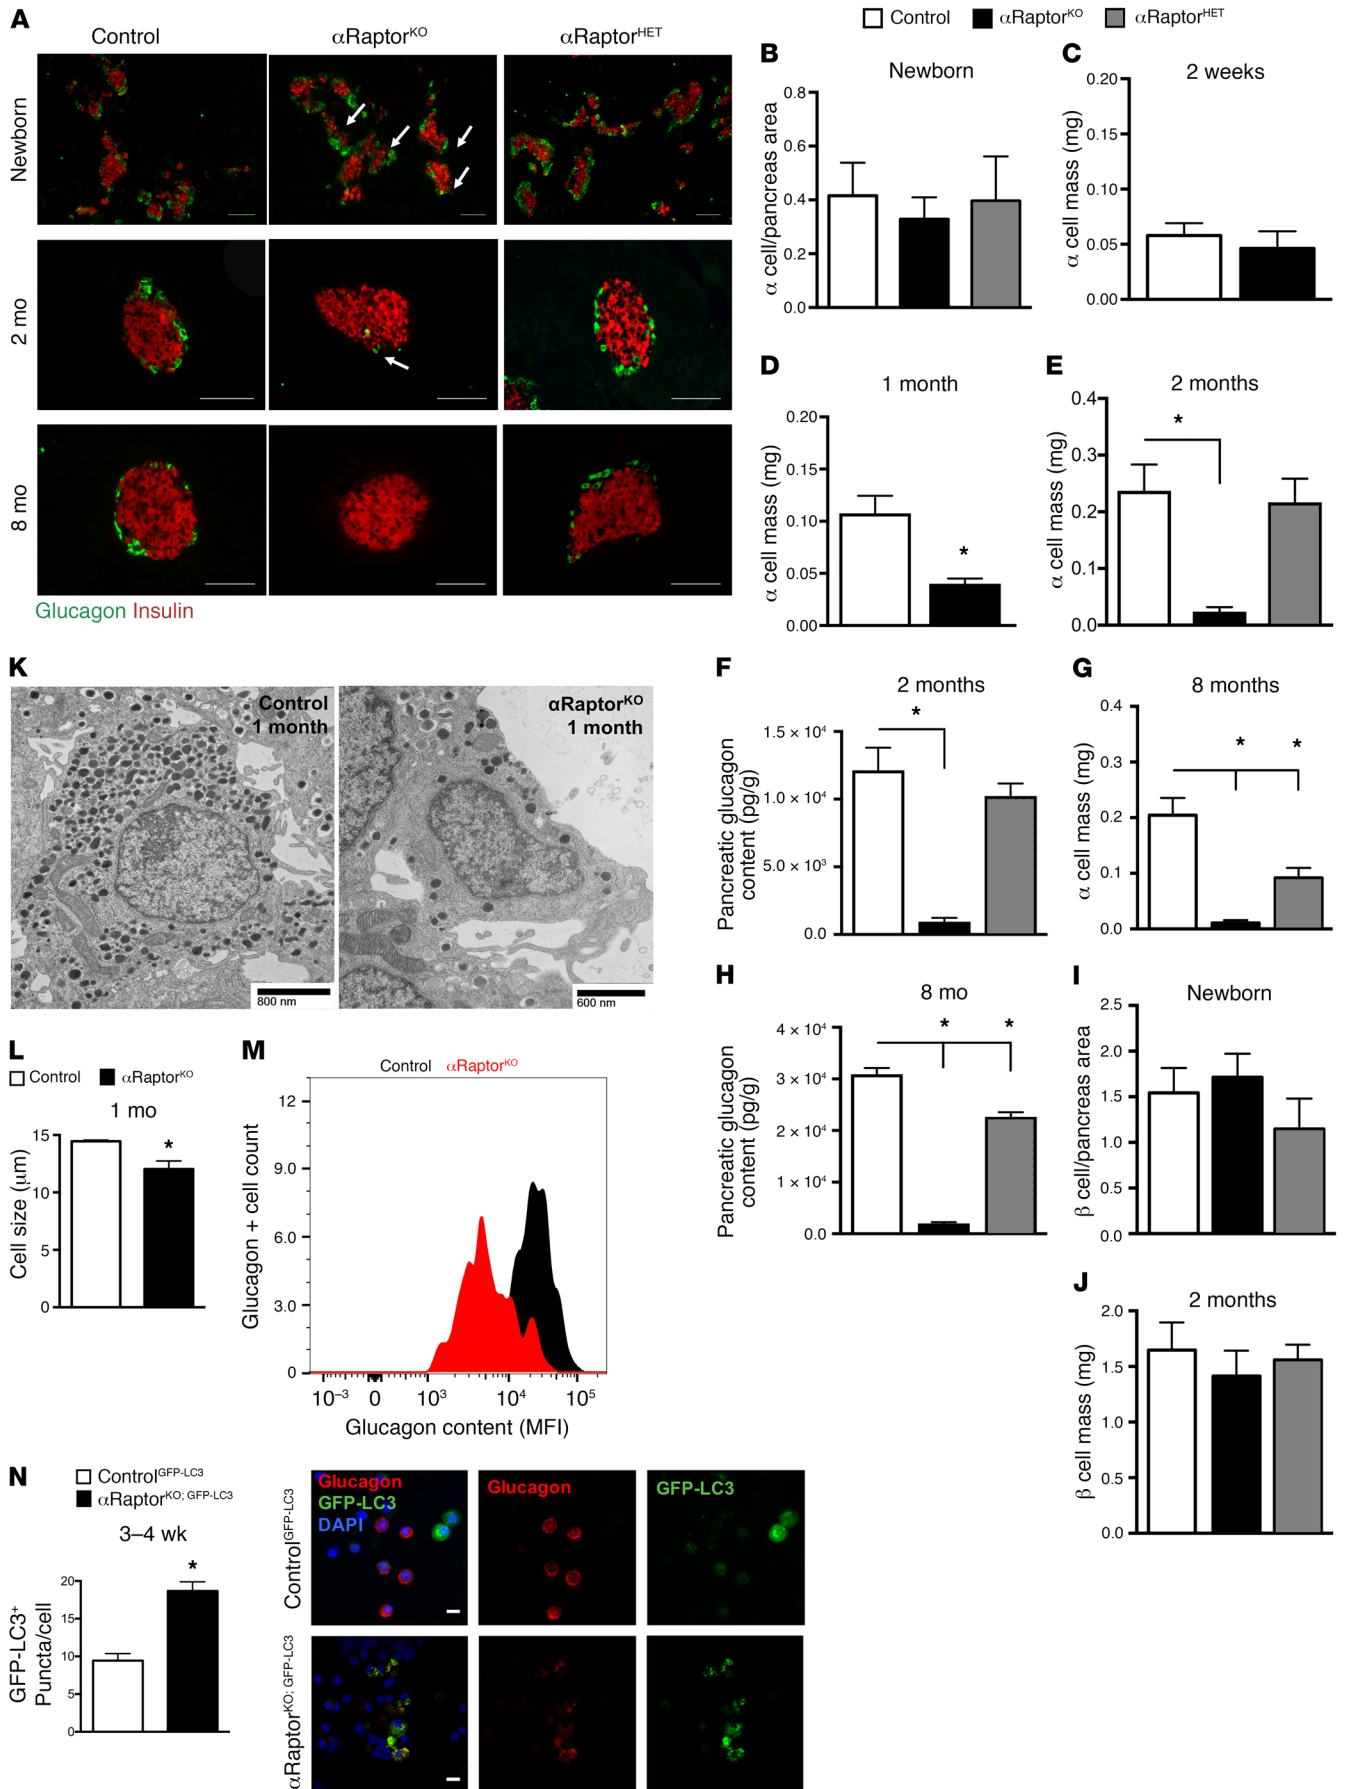 Control αRaptorKO αRaptorHET
A
Control αRaptorKO αRaptorHET
Newborn
2 mo
8 mo
Glucagon Insulin
B
Newborn
α cell/pancreas area
0.8
0.6
0.4
0.2
0.0
C
2 weeks
α cell mass (mg)
0.20
0.15
0.10
0.05
0.00
D
1 month
α cell mass (mg)
0.20
0.15
0.10
0.05
0.00
*
E
2 months
α cell mass (mg)
0.4
0.3
0.2
0.1
0.0
*
K
Control
1 month
800 nm
αRaptorKO
1 month
600 nm
F
2 months
Pancreatic glucagon
content (pg/g)
1.5 × 10⁴
1.0 × 10⁴
5.0 × 10³
0.0
*
G
8 months
α cell mass (mg)
0.4
0.3
0.2
0.1
0.0
* *
H
8 mo
Pancreatic glucagon
content (pg/g)
4 × 10⁴
3 × 10⁴
2 × 10⁴
1 × 10⁴
0.0
* *
I
Newborn
β cell/pancreas area
2.5
2.0
1.5
1.0
0.5
0.0
J
2 months
β cell mass (mg)
2.0
1.5
1.0
0.5
0.0
L
Control αRaptorKO
1 mo
Cell size (μm)
15
10
5
0
*
M
Control αRaptorKO
Glucagon + cell count
12
9.0
6.0
3.0
0
10⁻³ 0 10³ 10⁴ 10⁵
Glucagon content (MFI)
N
ControlGFP-LC3
αRaptorKO; GFP-LC3
3–4 wk
GFP-LC3⁺
Puncta/cell
20
15
10
5
0
*
ControlGFP-LC3
αRaptorKO; GFP-LC3
Glucagon
GFP-LC3
DAPI
Glucagon
GFP-LC3